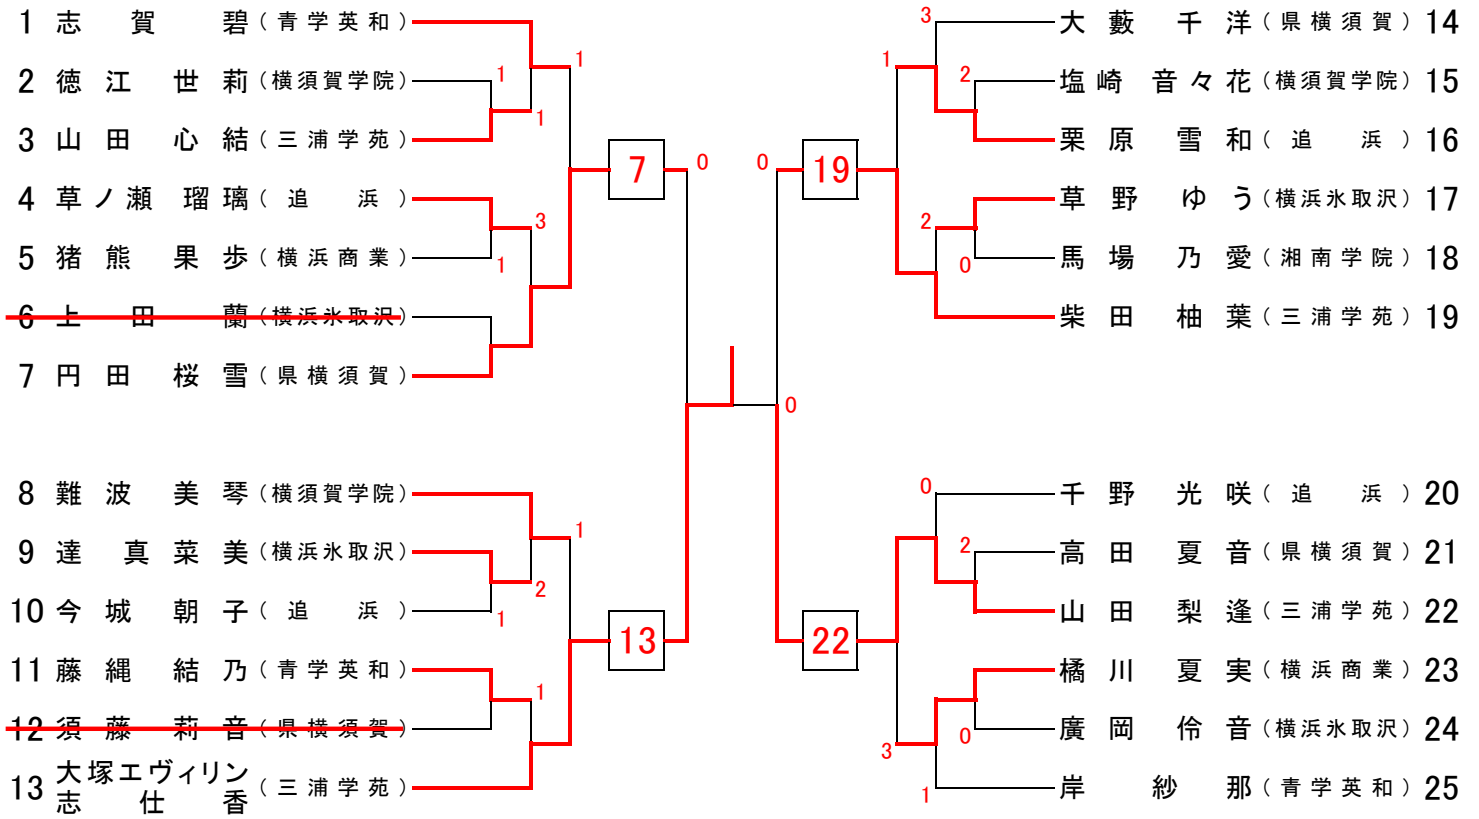 1 志賀 碧 (青学英和)
2 徳江 世莉 (横須賀学院)
3 山田 心結 (三浦学苑)
4 草ノ瀬 瑠璃 (追浜)
5 猪熊 果歩 (横浜商業)
6 上田 蘭 (横浜氷取沢)
7 円田 桜雪 (県横須賀)
8 難波 美琴 (横須賀学院)
9 達 真菜美 (横浜氷取沢)
10 今城 朝子 (追浜)
11 藤縄 結乃 (青学英和)
12 須藤 莉音 (県横須賀)
13 大塚エヴィリン
志仕香 (三浦学苑)
1
1
1
3
1
7
0
1
2
1
1
13
0
19
0
22
3
1
2
2
0
0
2
3
0
1
大藪 千洋 (県横須賀) 14
塩崎 音々花 (横須賀学院) 15
栗原 雪和 (追浜) 16
草野 ゆう (横浜氷取沢) 17
馬場 乃愛 (湘南学院) 18
柴田 柚葉 (三浦学苑) 19
千野 光咲 (追浜) 20
高田 夏音 (県横須賀) 21
山田 梨逢 (三浦学苑) 22
橘川 夏実 (横浜商業) 23
廣岡 伶音 (横浜氷取沢) 24
岸 紗那 (青学英和) 25